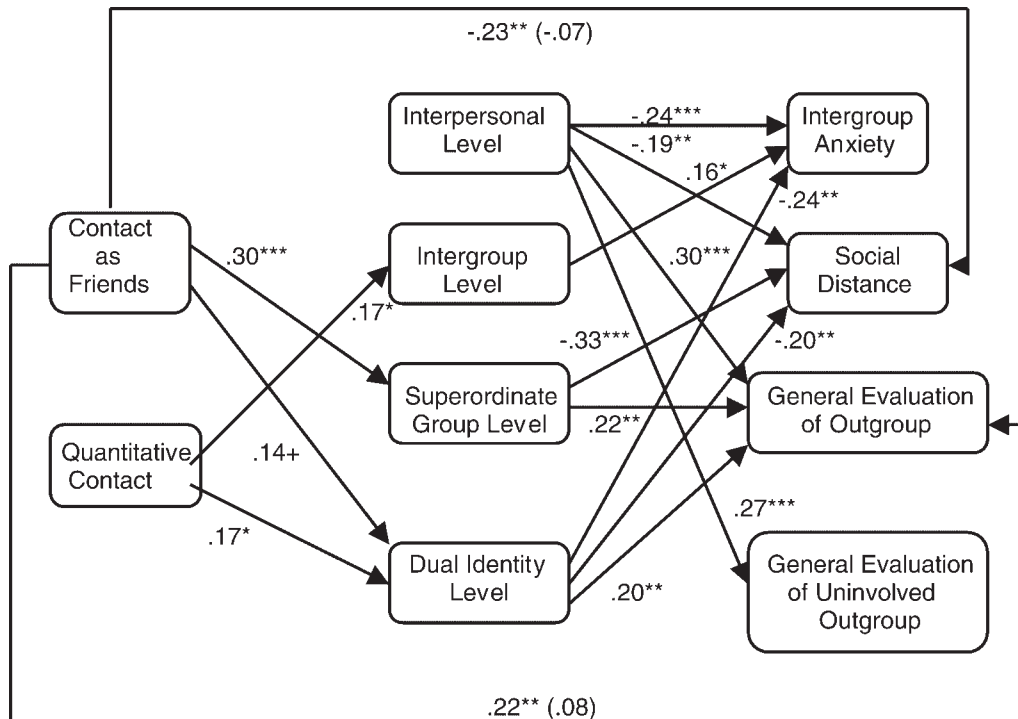 -.23** (-.07)
Interpersonal
Level
-.24***
-.19**
Intergroup
Anxiety
.16*
-.24**
Contact
as
Friends
.30***
Intergroup
Level
.17*
.30***
Social
Distance
-.33***
-.20**
Superordinate
Group Level
.22**
General Evaluation
of Outgroup
Quantitative
Contact
.14+
.17*
.27***
Dual Identity
Level
.20**
General Evaluation
of Uninvolved
Outgroup
.22** (.08)